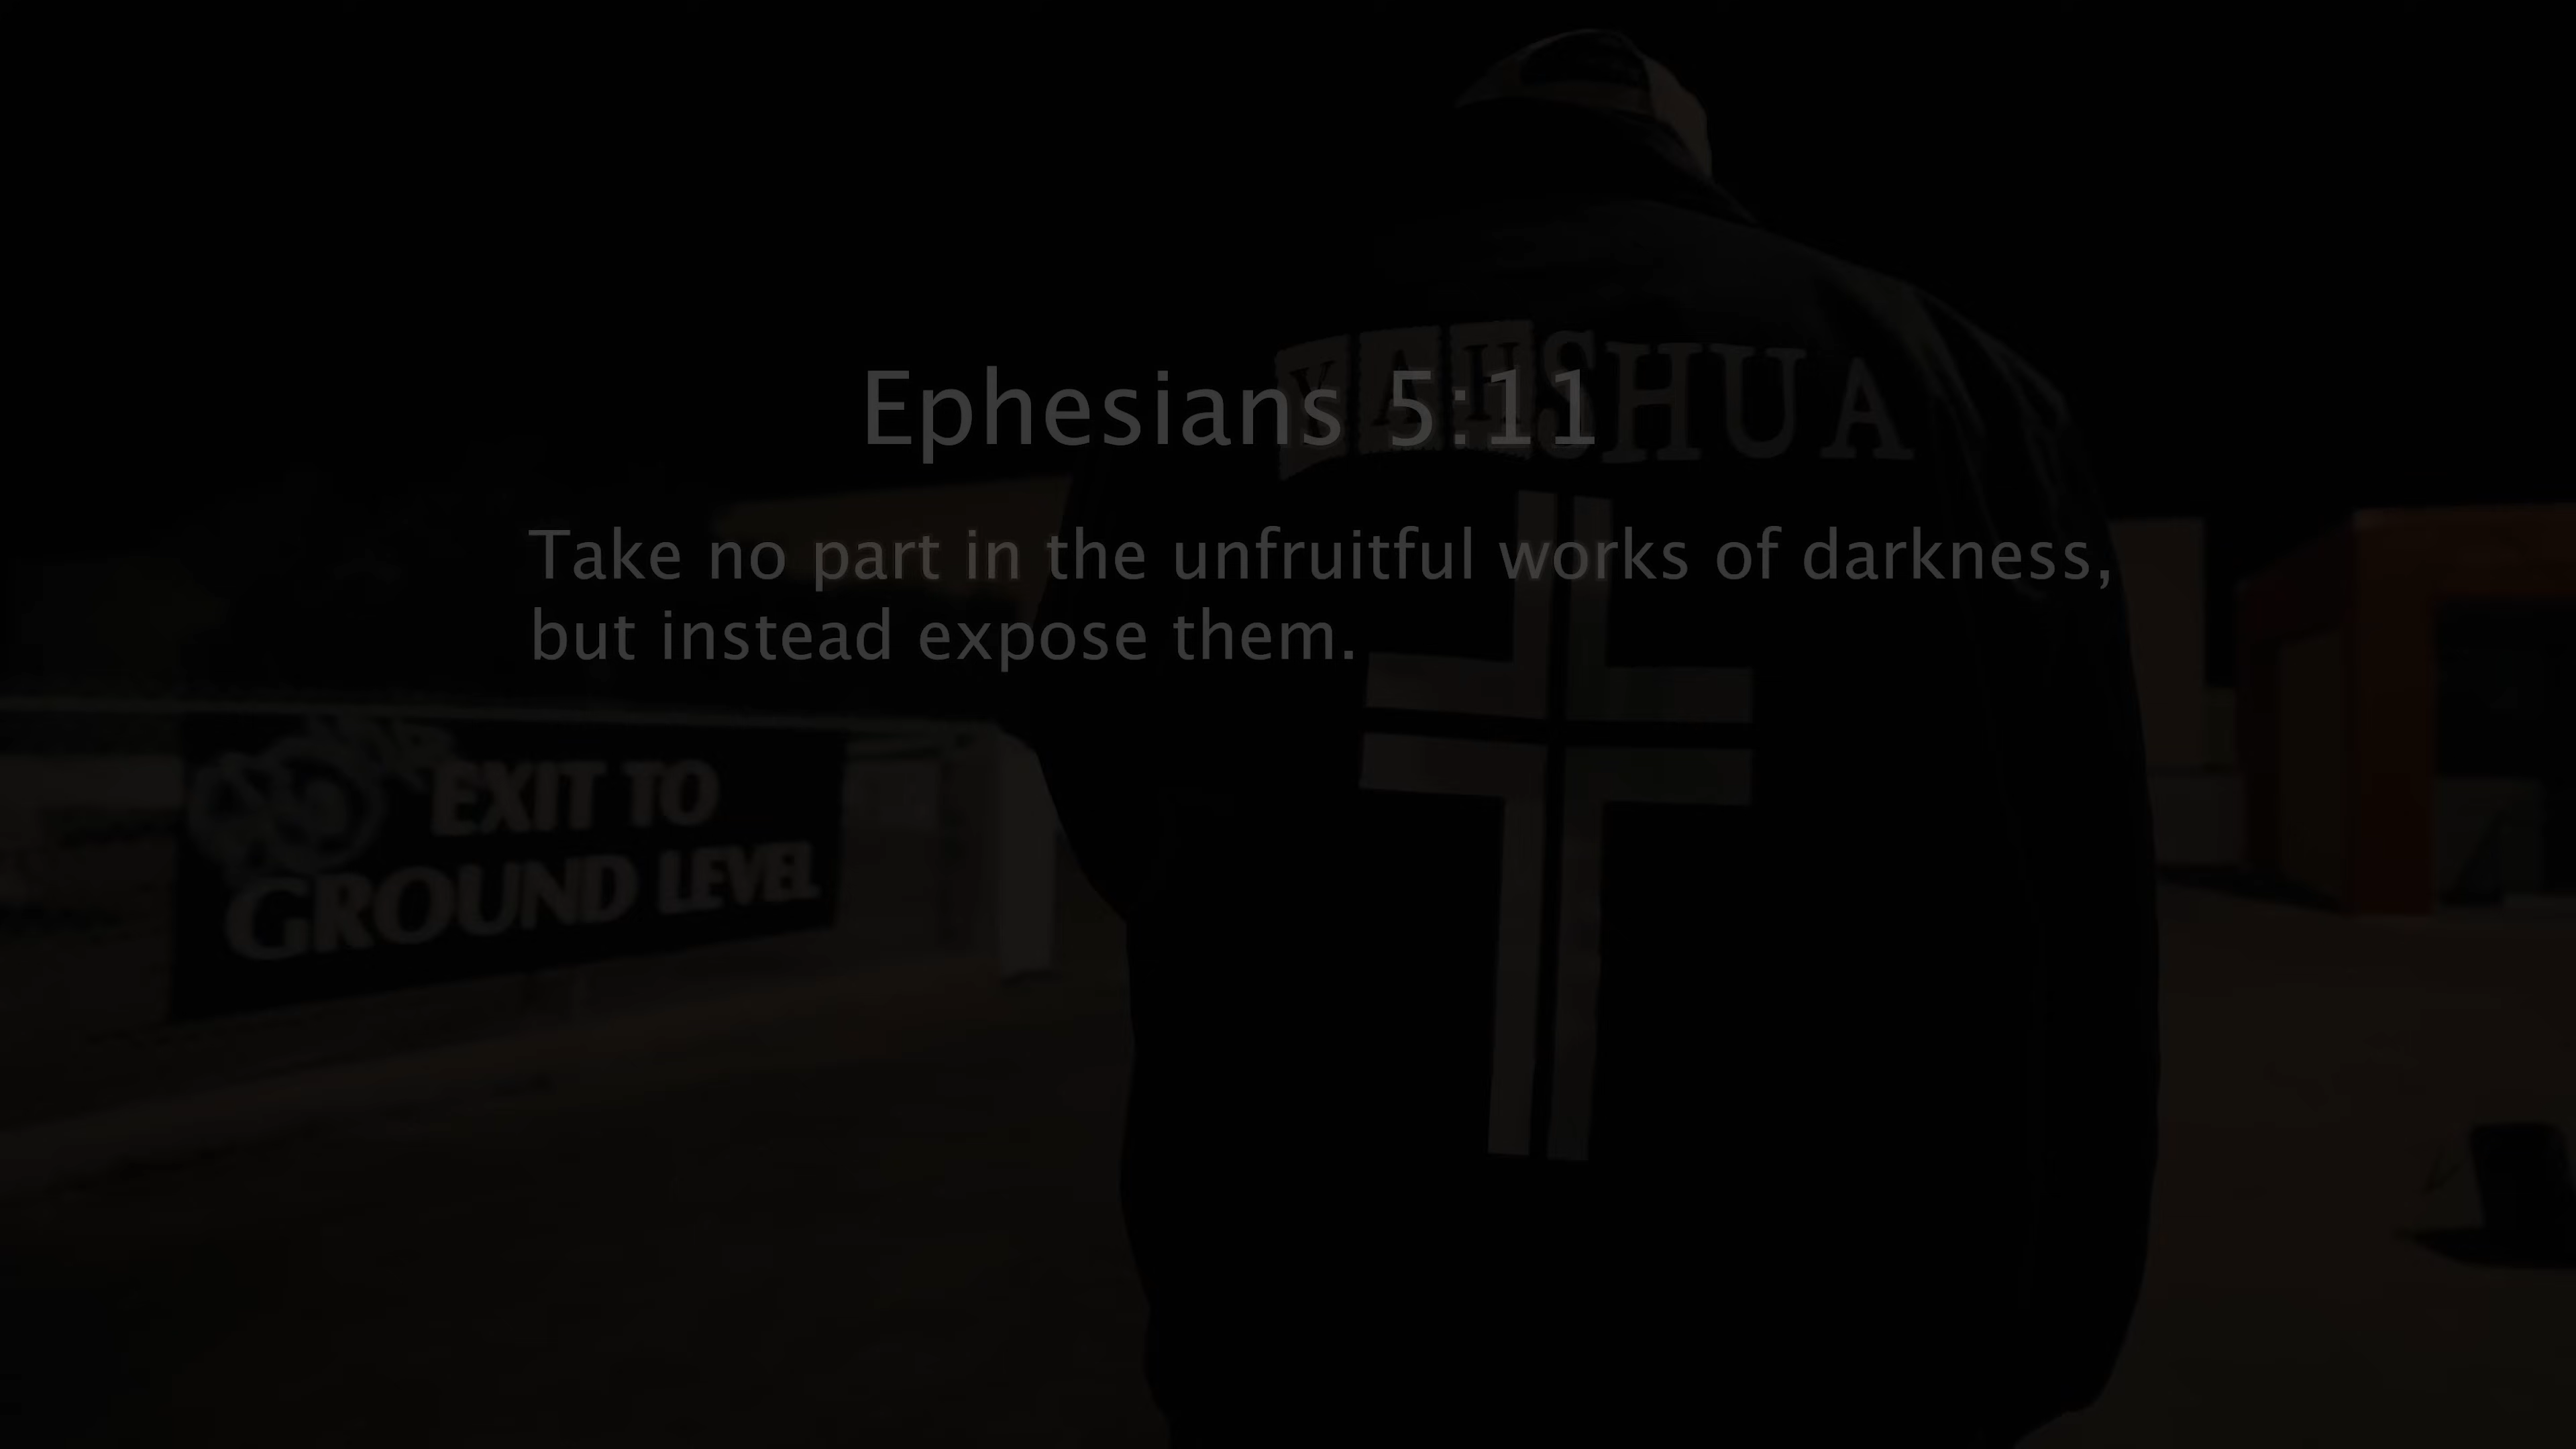 Ephesians 5:11
Take no part in the unfruitful works of darkness,
but instead expose them.
YAHSHUA
EXIT TO
GROUND LEVEL